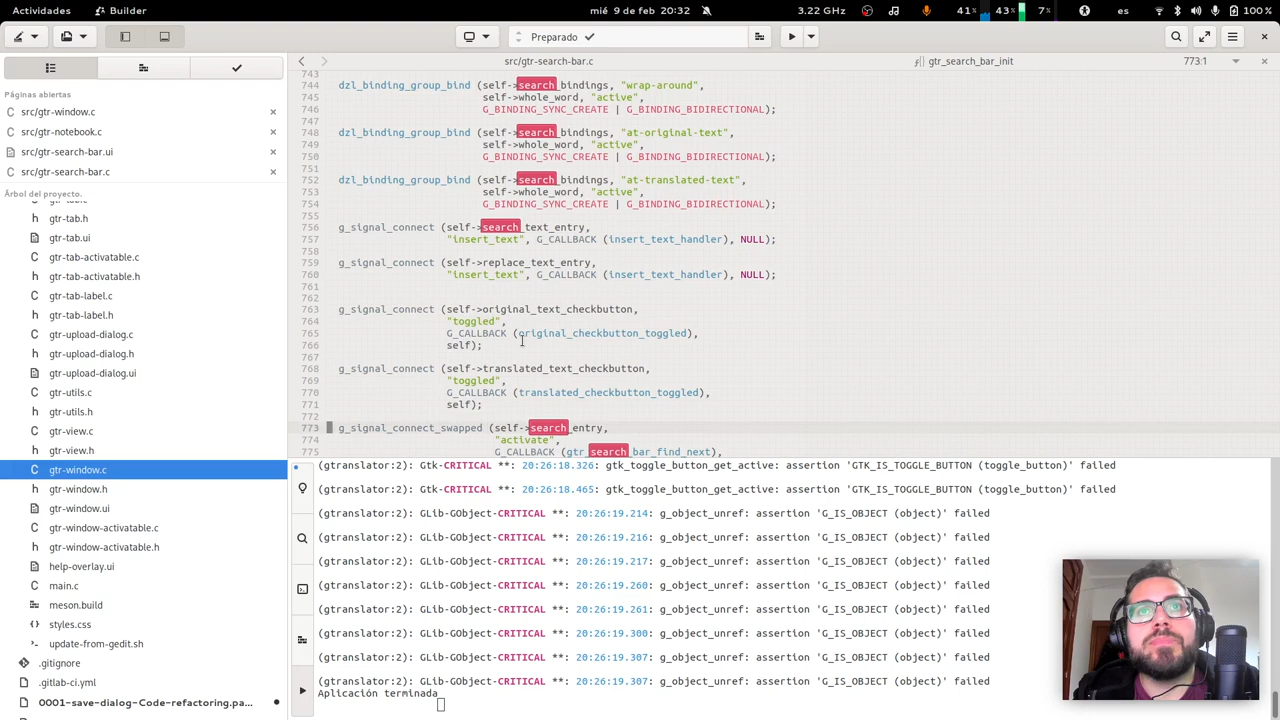 Actividades
Builder
mié 9 de feb 20:32
3.22 GHz
41%
43%
7%
es
100 %
Preparado
src/gtr-search-bar.c
gtr_search_bar_init
773:1
Páginas abiertas
src/gtr-window.c
src/gtr-notebook.c
src/gtr-search-bar.ui
src/gtr-search-bar.c
Árbol del proyecto.
h gtr-tab.h
gtr-tab.ui
C gtr-tab-activatable.c
h gtr-tab-activatable.h
C gtr-tab-label.c
h gtr-tab-label.h
C gtr-upload-dialog.c
h gtr-upload-dialog.h
gtr-upload-dialog.ui
C gtr-utils.c
h gtr-utils.h
C gtr-view.c
h gtr-view.h
C gtr-window.c
h gtr-window.h
gtr-window.ui
C gtr-window-activatable.c
h gtr-window-activatable.h
help-overlay.ui
C main.c
meson.build
styles.css
update-from-gedit.sh
.gitignore
.gitlab-ci.yml
0001-save-dialog-Code-refactoring.pa...
743
744 dzl_binding_group_bind (self->search_bindings, "wrap-around",
745 self->whole_word, "active",
746 G_BINDING_SYNC_CREATE | G_BINDING_BIDIRECTIONAL);
747
748 dzl_binding_group_bind (self->search_bindings, "at-original-text",
749 self->whole_word, "active",
750 G_BINDING_SYNC_CREATE | G_BINDING_BIDIRECTIONAL);
751
752 dzl_binding_group_bind (self->search_bindings, "at-translated-text",
753 self->whole_word, "active",
754 G_BINDING_SYNC_CREATE | G_BINDING_BIDIRECTIONAL);
755
756 g_signal_connect (self->search_text_entry,
757 "insert_text", G_CALLBACK (insert_text_handler), NULL);
758
759 g_signal_connect (self->replace_text_entry,
760 "insert_text", G_CALLBACK (insert_text_handler), NULL);
761
762
763 g_signal_connect (self->original_text_checkbutton,
764 "toggled",
765 G_CALLBACK (original_checkbutton_toggled),
766 self);
767
768 g_signal_connect (self->translated_text_checkbutton,
769 "toggled",
770 G_CALLBACK (translated_checkbutton_toggled),
771 self);
772
773 g_signal_connect_swapped (self->search_entry,
774 "activate",
775 G_CALLBACK (gtr_search_bar_find_next),
(gtranslator:2): Gtk-CRITICAL **: 20:26:18.326: gtk_toggle_button_get_active: assertion 'GTK_IS_TOGGLE_BUTTON (toggle_button)' failed
(gtranslator:2): Gtk-CRITICAL **: 20:26:18.465: gtk_toggle_button_get_active: assertion 'GTK_IS_TOGGLE_BUTTON (toggle_button)' failed
(gtranslator:2): GLib-GObject-CRITICAL **: 20:26:19.214: g_object_unref: assertion 'G_IS_OBJECT (object)' failed
(gtranslator:2): GLib-GObject-CRITICAL **: 20:26:19.216: g_object_unref: assertion 'G_IS_OBJECT (object)' failed
(gtranslator:2): GLib-GObject-CRITICAL **: 20:26:19.217: g_object_unref: assertion 'G_IS_OBJECT (object)' failed
(gtranslator:2): GLib-GObject-CRITICAL **: 20:26:19.260: g_object_unref: assertion 'G_IS_OBJECT (object)' failed
(gtranslator:2): GLib-GObject-CRITICAL **: 20:26:19.261: g_object_unref: assertion 'G_IS_OBJECT (object)' failed
(gtranslator:2): GLib-GObject-CRITICAL **: 20:26:19.300: g_object_unref: assertion 'G_IS_OBJECT (object)' failed
(gtranslator:2): GLib-GObject-CRITICAL **: 20:26:19.307: g_object_unref: assertion 'G_IS_OBJECT (object)' failed
(gtranslator:2): GLib-GObject-CRITICAL **: 20:26:19.307: g_object_unref: assertion 'G_IS_OBJECT (object)' failed
Aplicación terminada